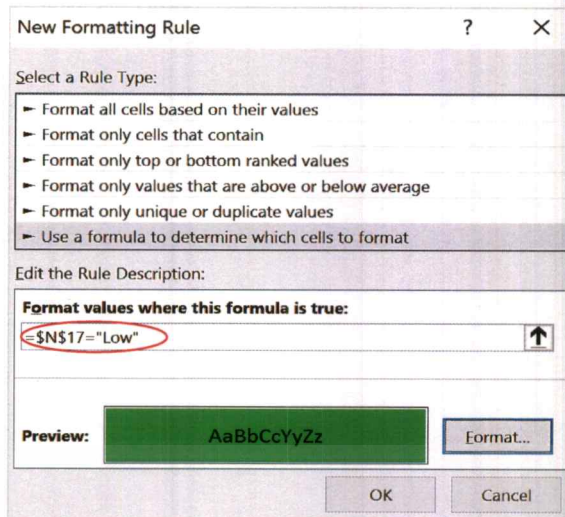 New Formatting Rule ? ×
Select a Rule Type:
► Format all cells based on their values
► Format only cells that contain
► Format only top or bottom ranked values
► Format only values that are above or below average
► Format only unique or duplicate values
► Use a formula to determine which cells to format
Edit the Rule Description:
Format values where this formula is true:
=$N$17="Low"
Preview: AaBbCcYyZz Format...
OK Cancel